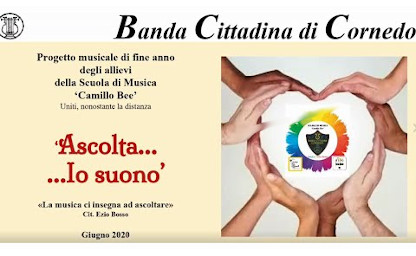 Banda Cittadina di Cornedo
Progetto musicale di fine anno
degli allievi
della Scuola di Musica
‘Camillo Bec’
Uniti, nonostante la distanza
‘Ascolta...
...Io suono’
«La musica ci insegna ad ascoltare»
Cit. Ezio Bosso
Giugno 2020